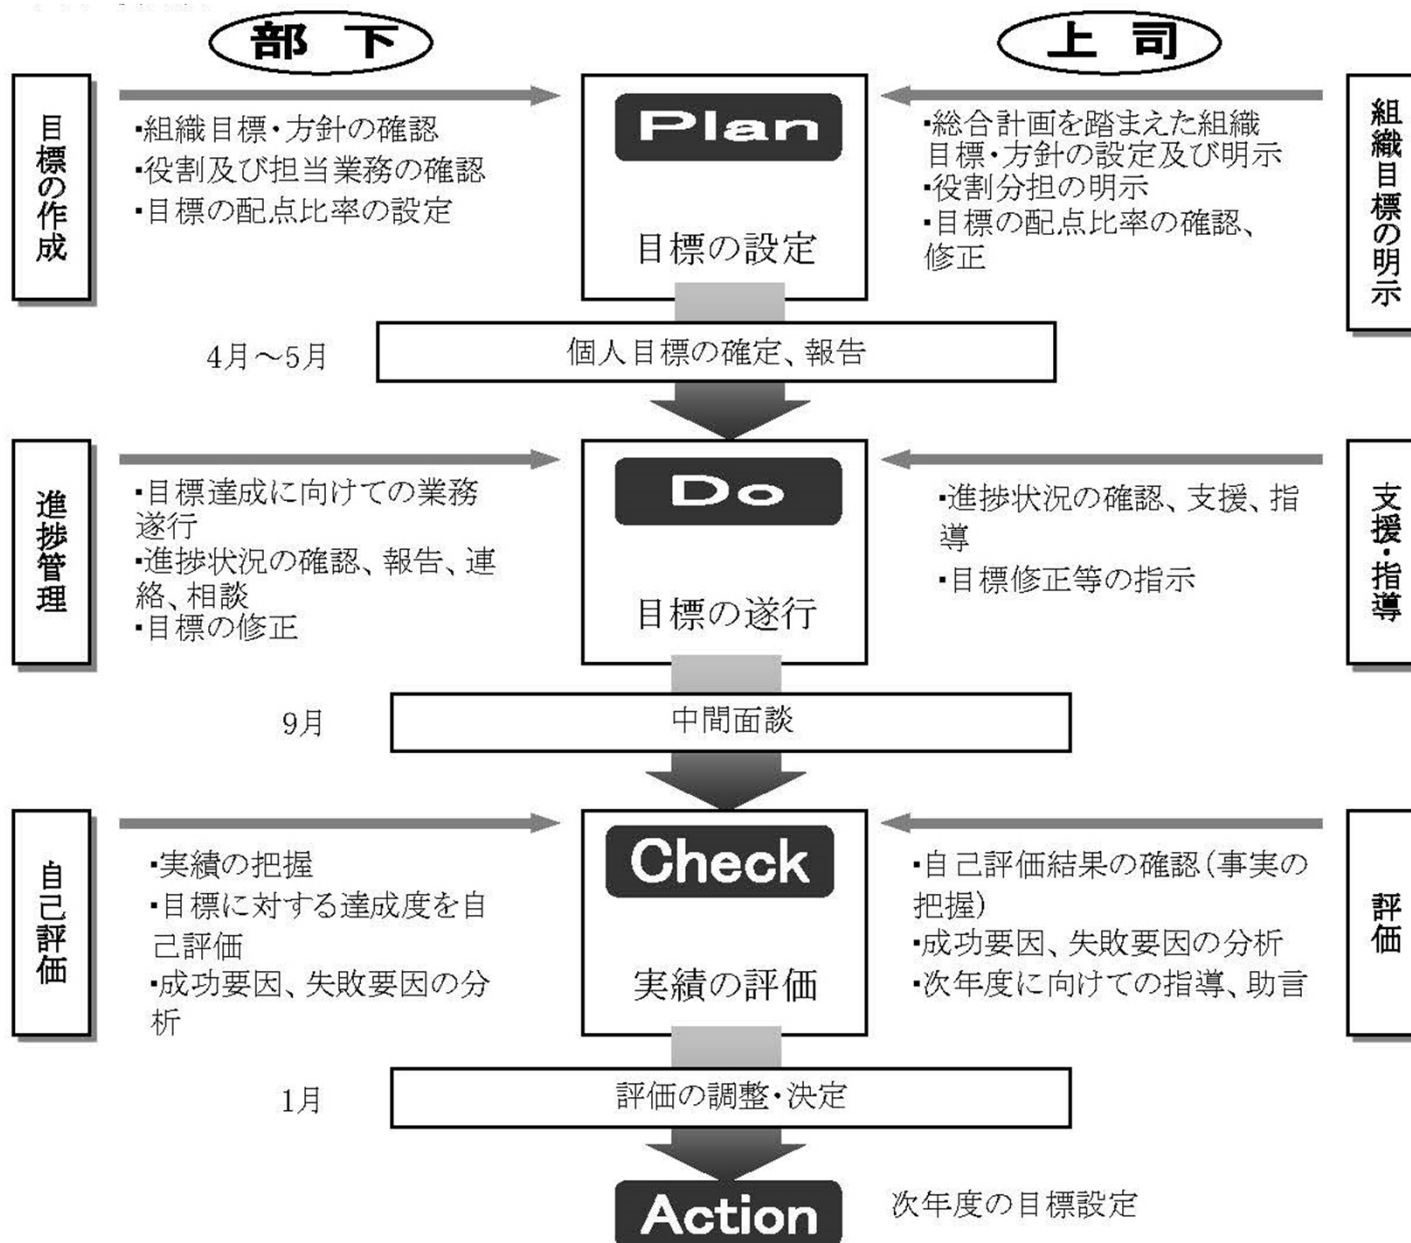 部下
上司
目標の作成
・組織目標・方針の確認
・役割及び担当業務の確認
・目標の配点比率の設定
Plan
目標の設定
・総合計画を踏まえた組織
目標・方針の設定及び明示
・役割分担の明示
・目標の配点比率の確認、
修正
組織目標の明示
4月～5月
個人目標の確定、報告
進捗管理
・目標達成に向けての業務
遂行
・進捗状況の確認、報告、連
絡、相談
・目標の修正
Do
目標の遂行
・進捗状況の確認、支援、指
導
・目標修正等の指示
支援・指導
9月
中間面談
自己評価
・実績の把握
・目標に対する達成度を自
己評価
・成功要因、失敗要因の分
析
Check
実績の評価
・自己評価結果の確認(事実の
把握)
・成功要因、失敗要因の分析
・次年度に向けての指導、助言
評価
1月
評価の調整・決定
Action
次年度の目標設定